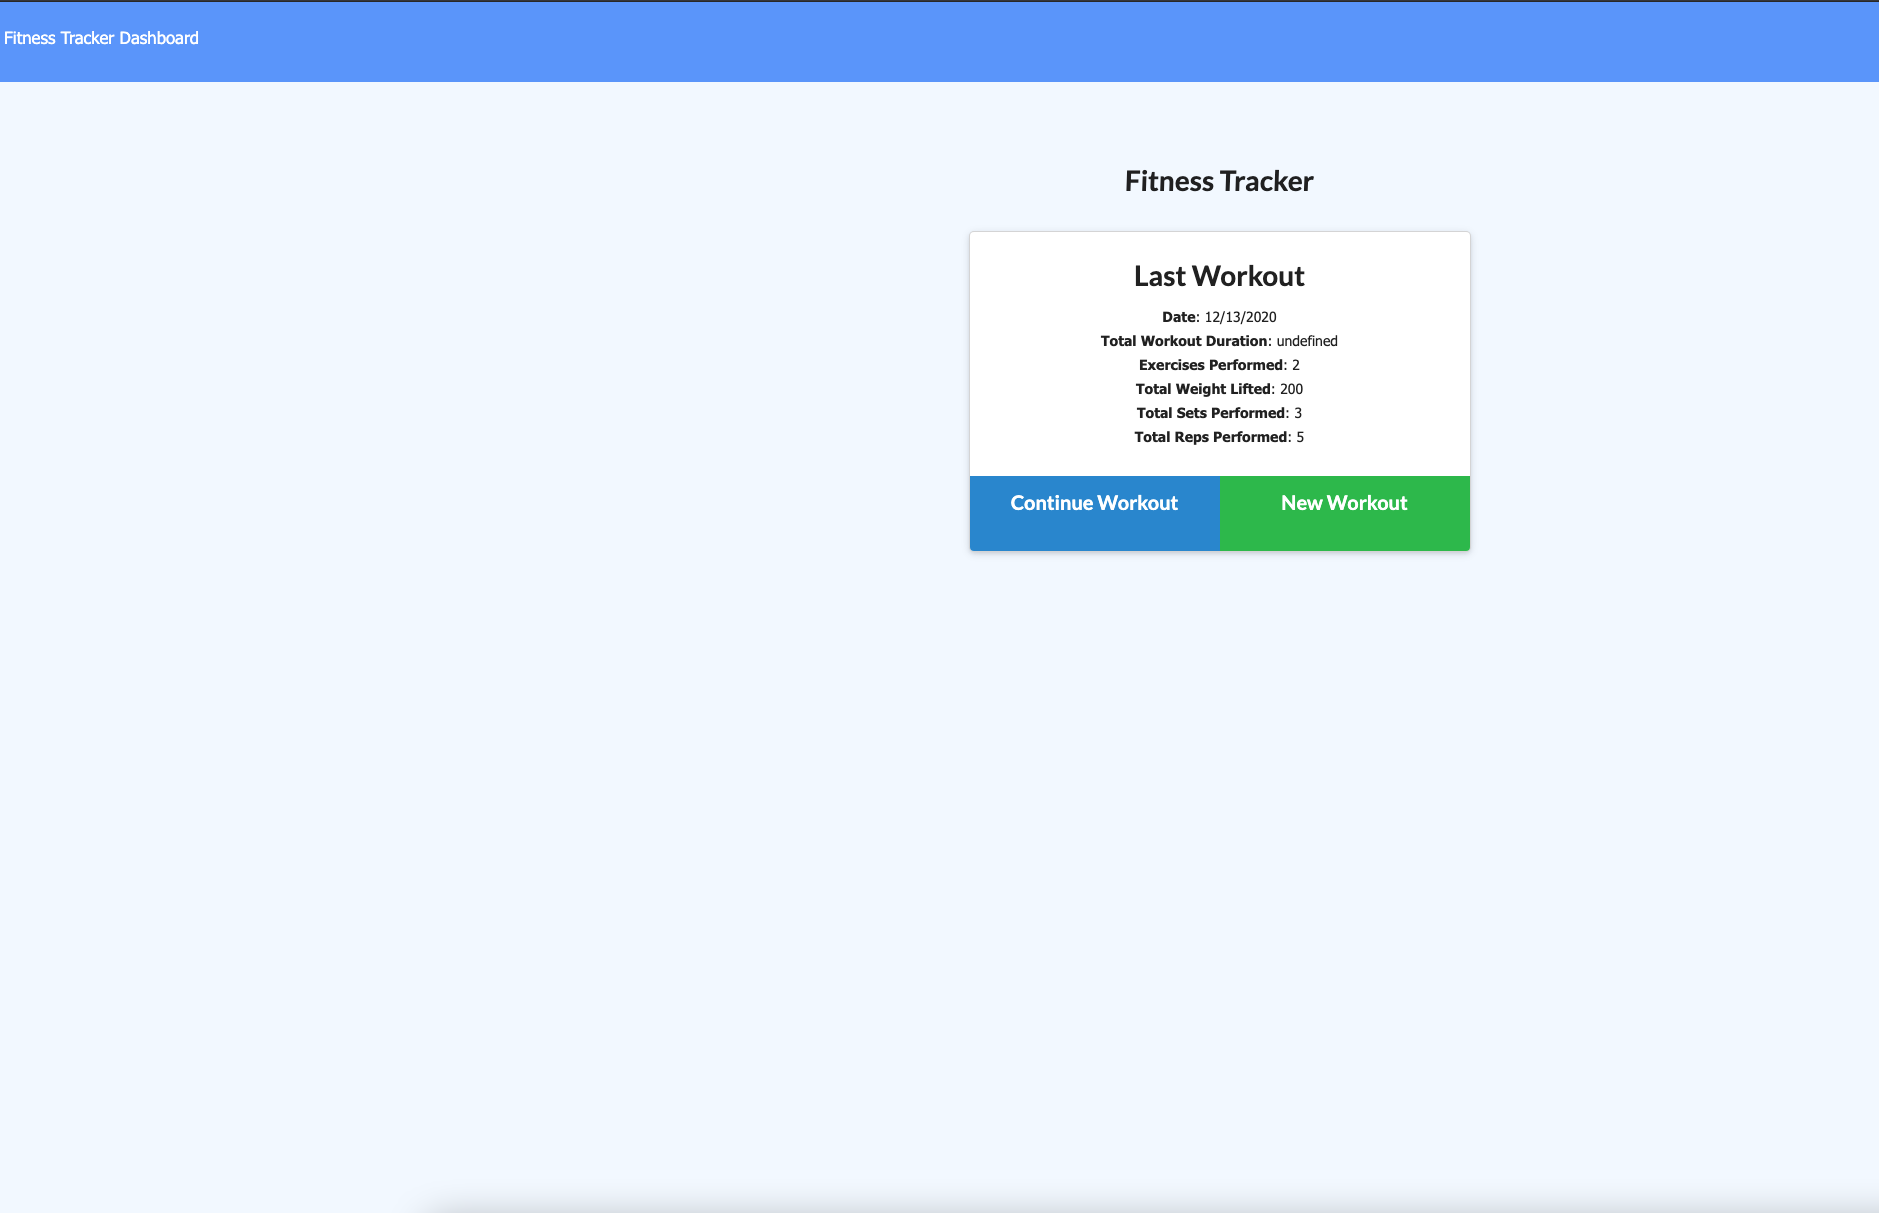 Fitness Tracker Dashboard
Fitness Tracker
Last Workout
Date: 12/13/2020
Total Workout Duration: undefined
Exercises Performed: 2
Total Weight Lifted: 200
Total Sets Performed: 3
Total Reps Performed: 5
Continue Workout New Workout